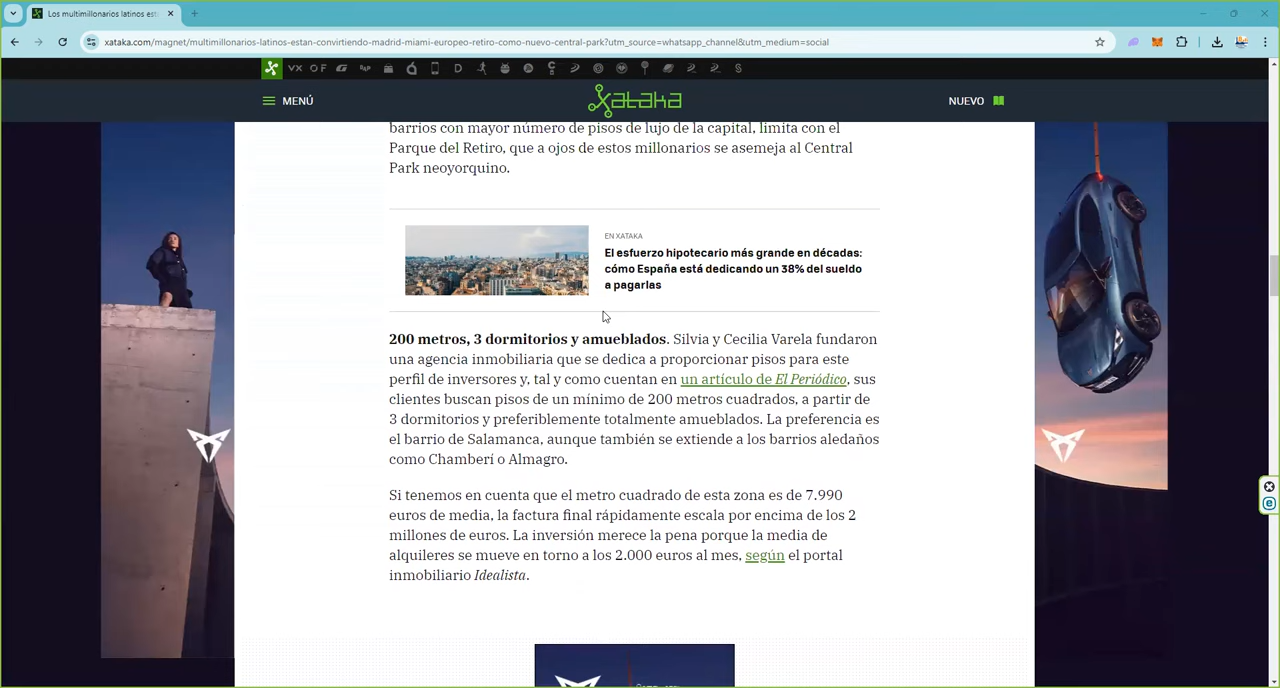 Los multimillonarios latinos est
xataka.com/magnet/multimillonarios-latinos-estan-convirtiendo-madrid-miami-europeo-retiro-como-nuevo-central-park?utm_source=whatsapp_channel&utm_medium=social
MENÚ
xataka
NUEVO
barrios con mayor número de pisos de lujo de la capital, limita con el
Parque del Retiro, que a ojos de estos millonarios se asemeja al Central
Park neoyorquino.
EN XATAKA
El esfuerzo hipotecario más grande en décadas:
cómo España está dedicando un 38% del sueldo
a pagarlas
200 metros, 3 dormitorios y amueblados. Silvia y Cecilia Varela fundaron
una agencia inmobiliaria que se dedica a proporcionar pisos para este
perfil de inversores y, tal y como cuentan en un artículo de El Periódico, sus
clientes buscan pisos de un mínimo de 200 metros cuadrados, a partir de
3 dormitorios y preferiblemente totalmente amueblados. La preferencia es
el barrio de Salamanca, aunque también se extiende a los barrios aledaños
como Chamberí o Almagro.
Si tenemos en cuenta que el metro cuadrado de esta zona es de 7.990
euros de media, la factura final rápidamente escala por encima de los 2
millones de euros. La inversión merece la pena porque la media de
alquileres se mueve en torno a los 2.000 euros al mes, según el portal
inmobiliario Idealista.